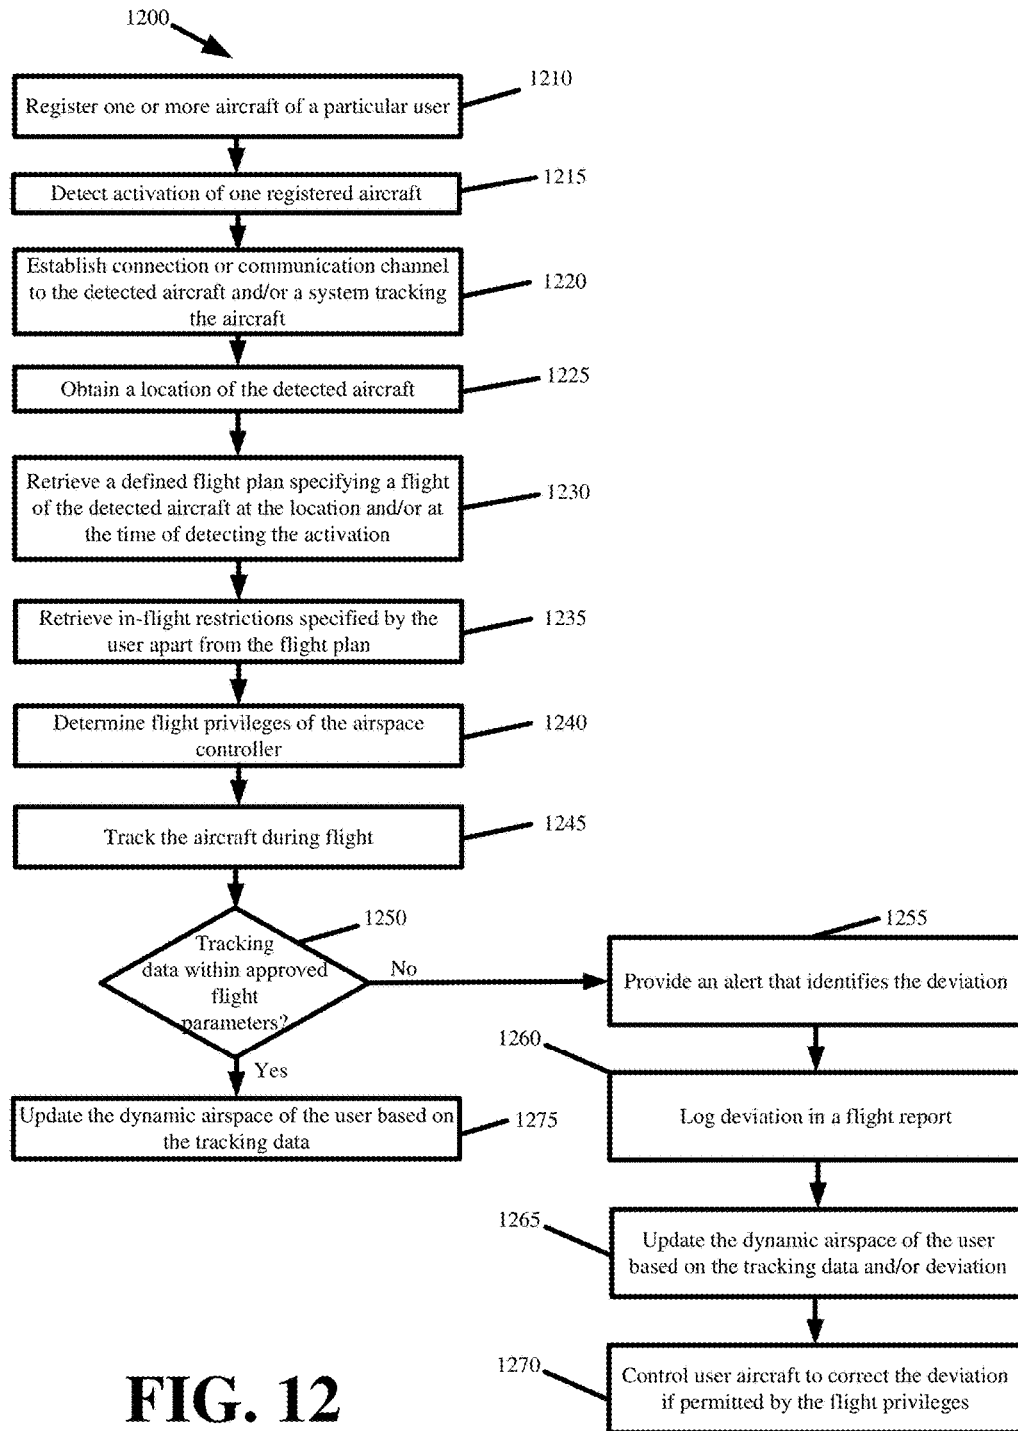 1200
1210
Register one or more aircraft of a particular user
1215
Detect activation of one registered aircraft
Establish connection or communication channel
to the detected aircraft and/or a system tracking
the aircraft
1220
1225
Obtain a location of the detected aircraft
Retrieve a defined flight plan specifying a flight
of the detected aircraft at the location and/or at
the time of detecting the activation
1230
Retrieve in-flight restrictions specified by the
user apart from the flight plan
1235
Determine flight privileges of the airspace
controller
1240
Track the aircraft during flight
1245
1250
Tracking
data within approved
flight
parameters?
No
Yes
Update the dynamic airspace of the user based on
the tracking data
1275
1255
Provide an alert that identifies the deviation
1260
Log deviation in a flight report
1265
Update the dynamic airspace of the user
based on the tracking data and/or deviation
1270
Control user aircraft to correct the deviation
if permitted by the flight privileges
FIG. 12